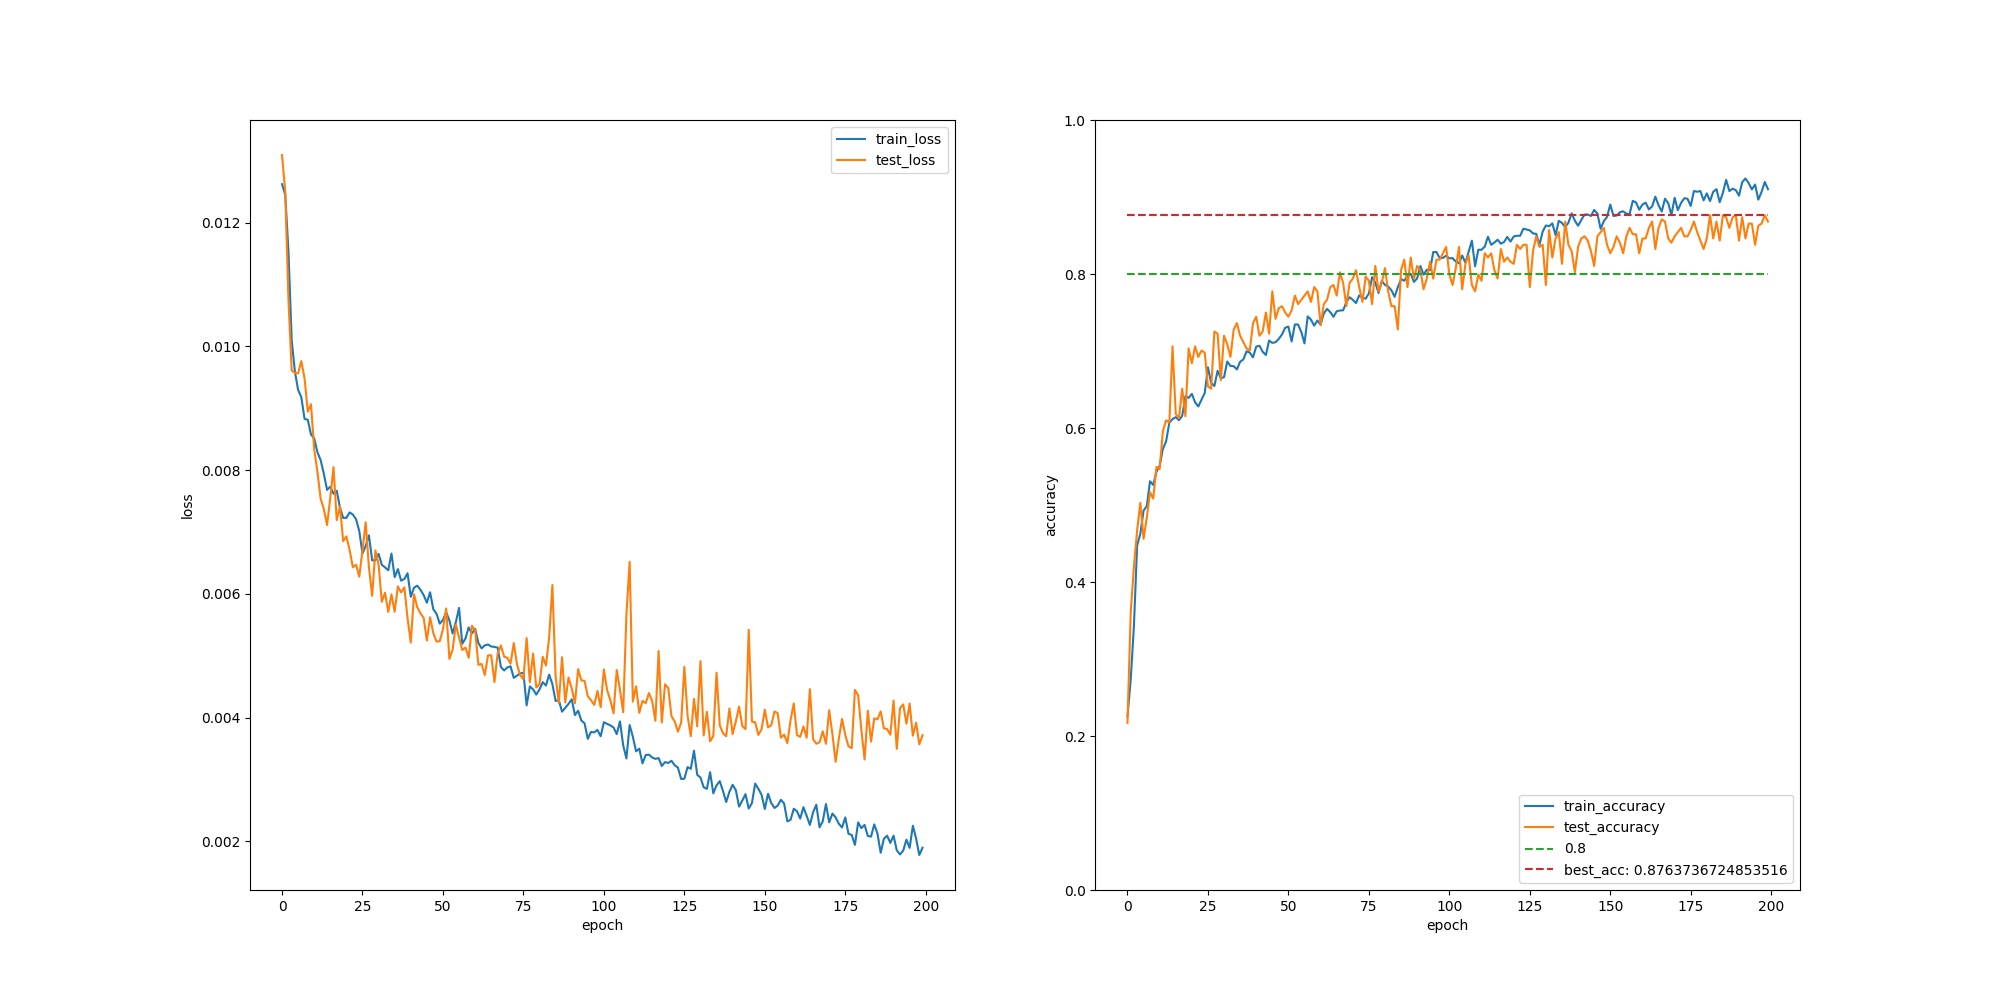 train_loss
test_loss
0.012
0.010
0.008
0.006
0.004
0.002
loss
0 25 50 75 100 125 150 175 200
epoch
1.0
0.8
0.6
0.4
0.2
0.0
accuracy
train_accuracy
test_accuracy
0.8
best_acc: 0.8763736724853516
0 25 50 75 100 125 150 175 200
epoch